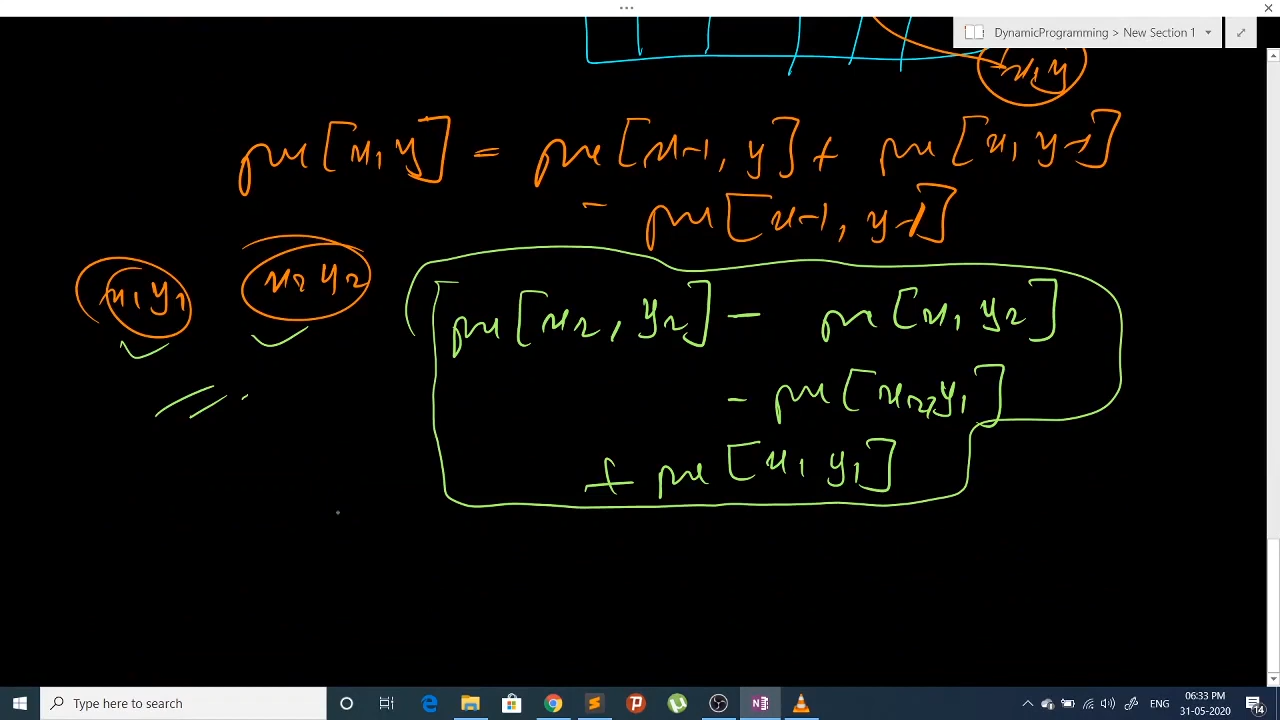 DynamicProgramming > New Section 1
x, y
pre[x, y] = pre[x-1, y] + pre[x, y-1]
- pre[x-1, y-1]
x1 y1 x2 y2
pre[x2, y2] - pre[x1 y2]
- pre[x2, y1]
+ pre[x1 y1]
Type here to search
ENG
06:33 PM
31-05-2020
14